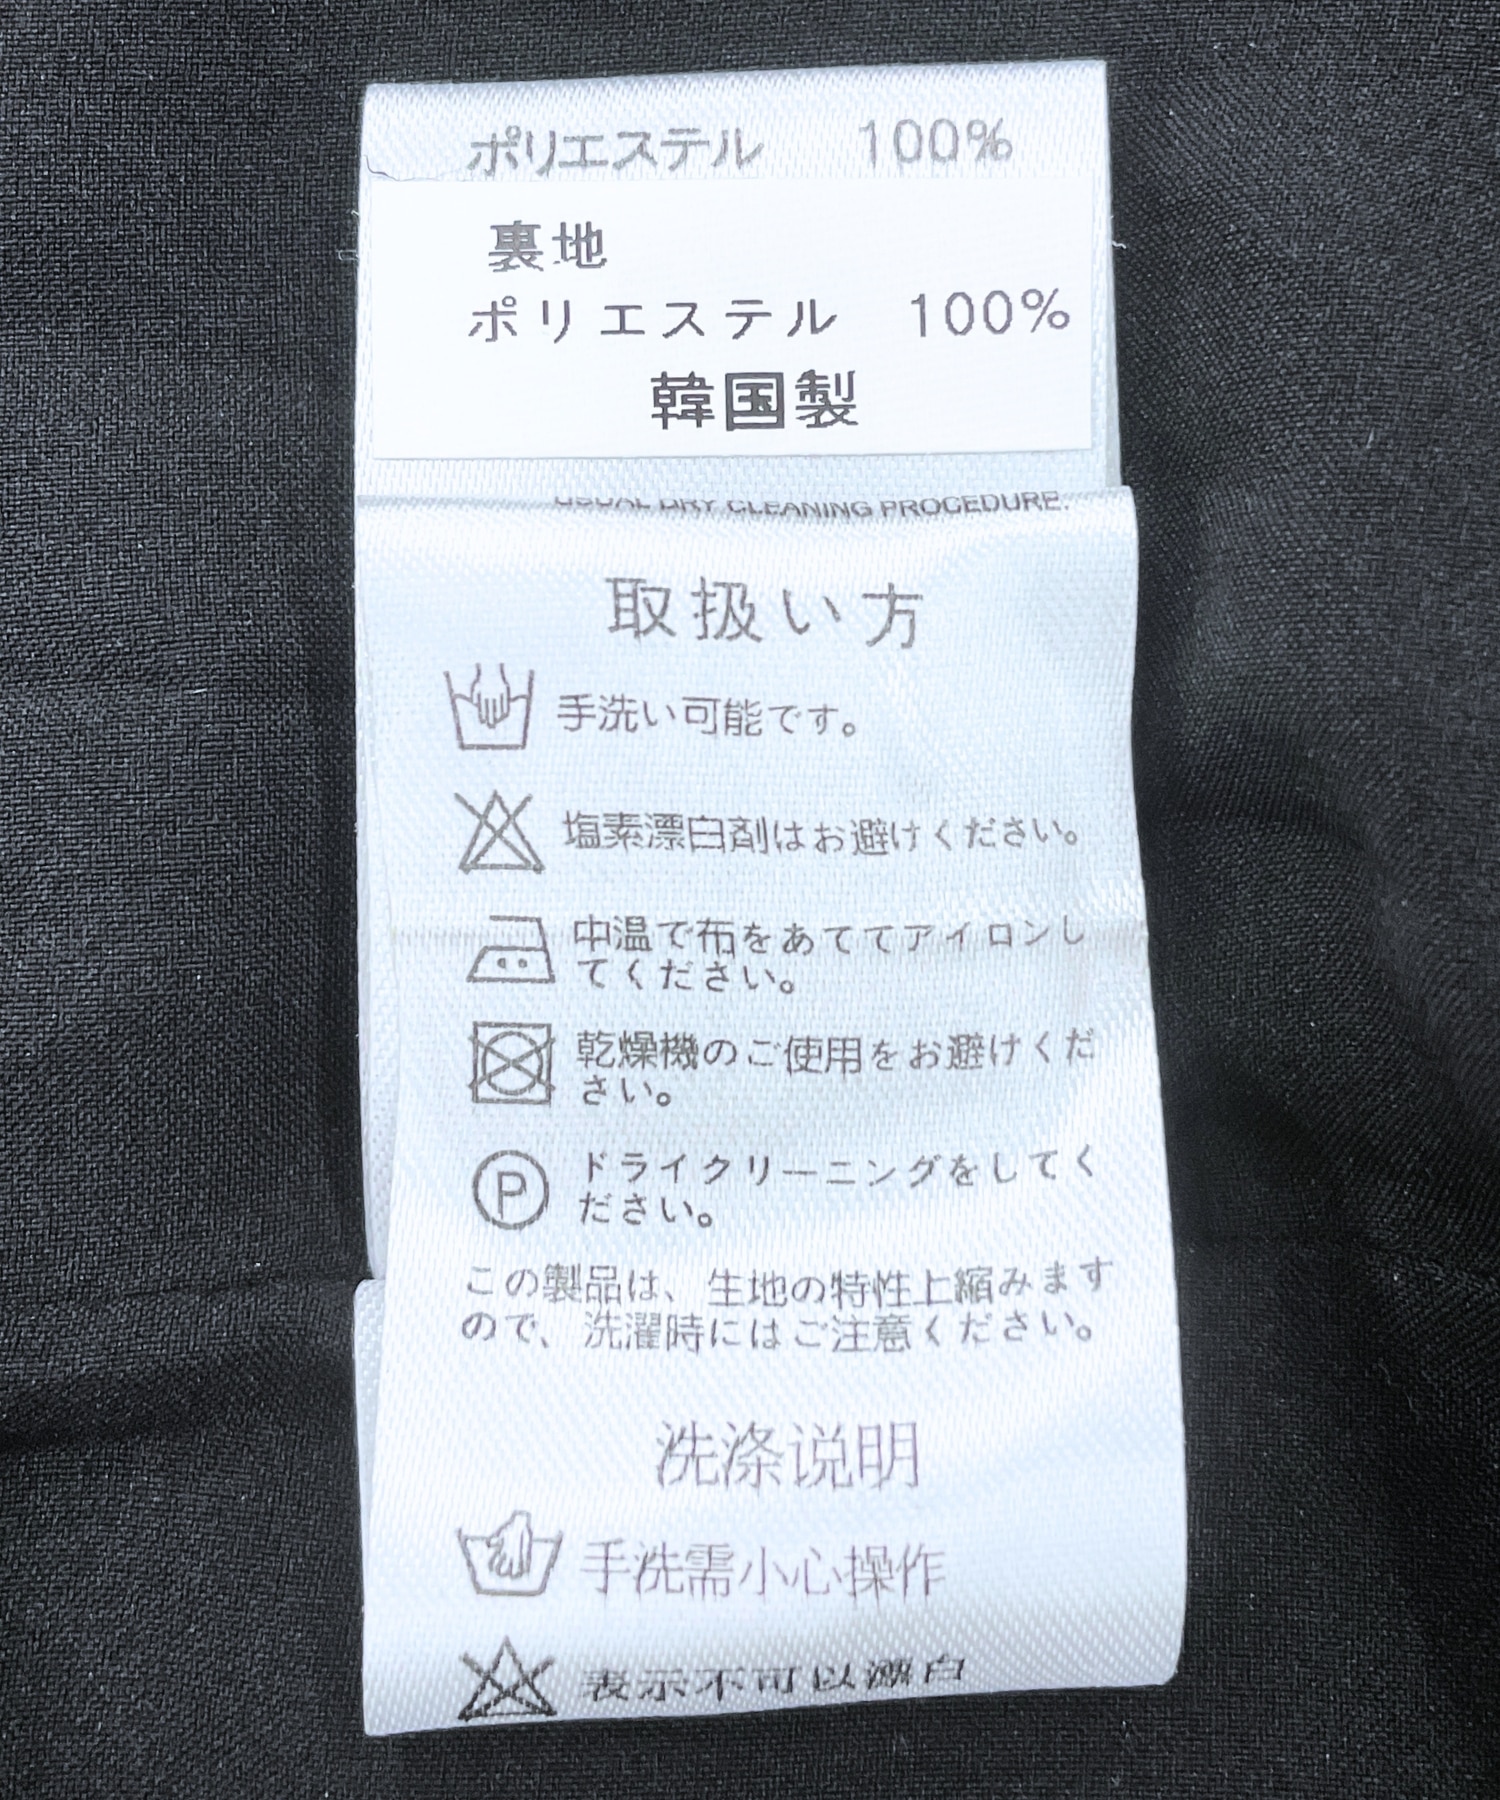 ポリエステル 100%
裏地
ポリエステル 100%
韓国製
USUAL DRY CLEANING PROCEDURE.
取扱い方
手洗い可能です。
塩素漂白剤はお避けください。
中温で布をあててアイロンし
てください。
乾燥機のご使用をお避けくだ
さい。
P
ドライクリーニングをしてく
ださい。
この製品は、生地の特性上縮みます
ので、洗濯時にはご注意ください。
洗涤说明
手洗需小心操作
表示不可以漂白